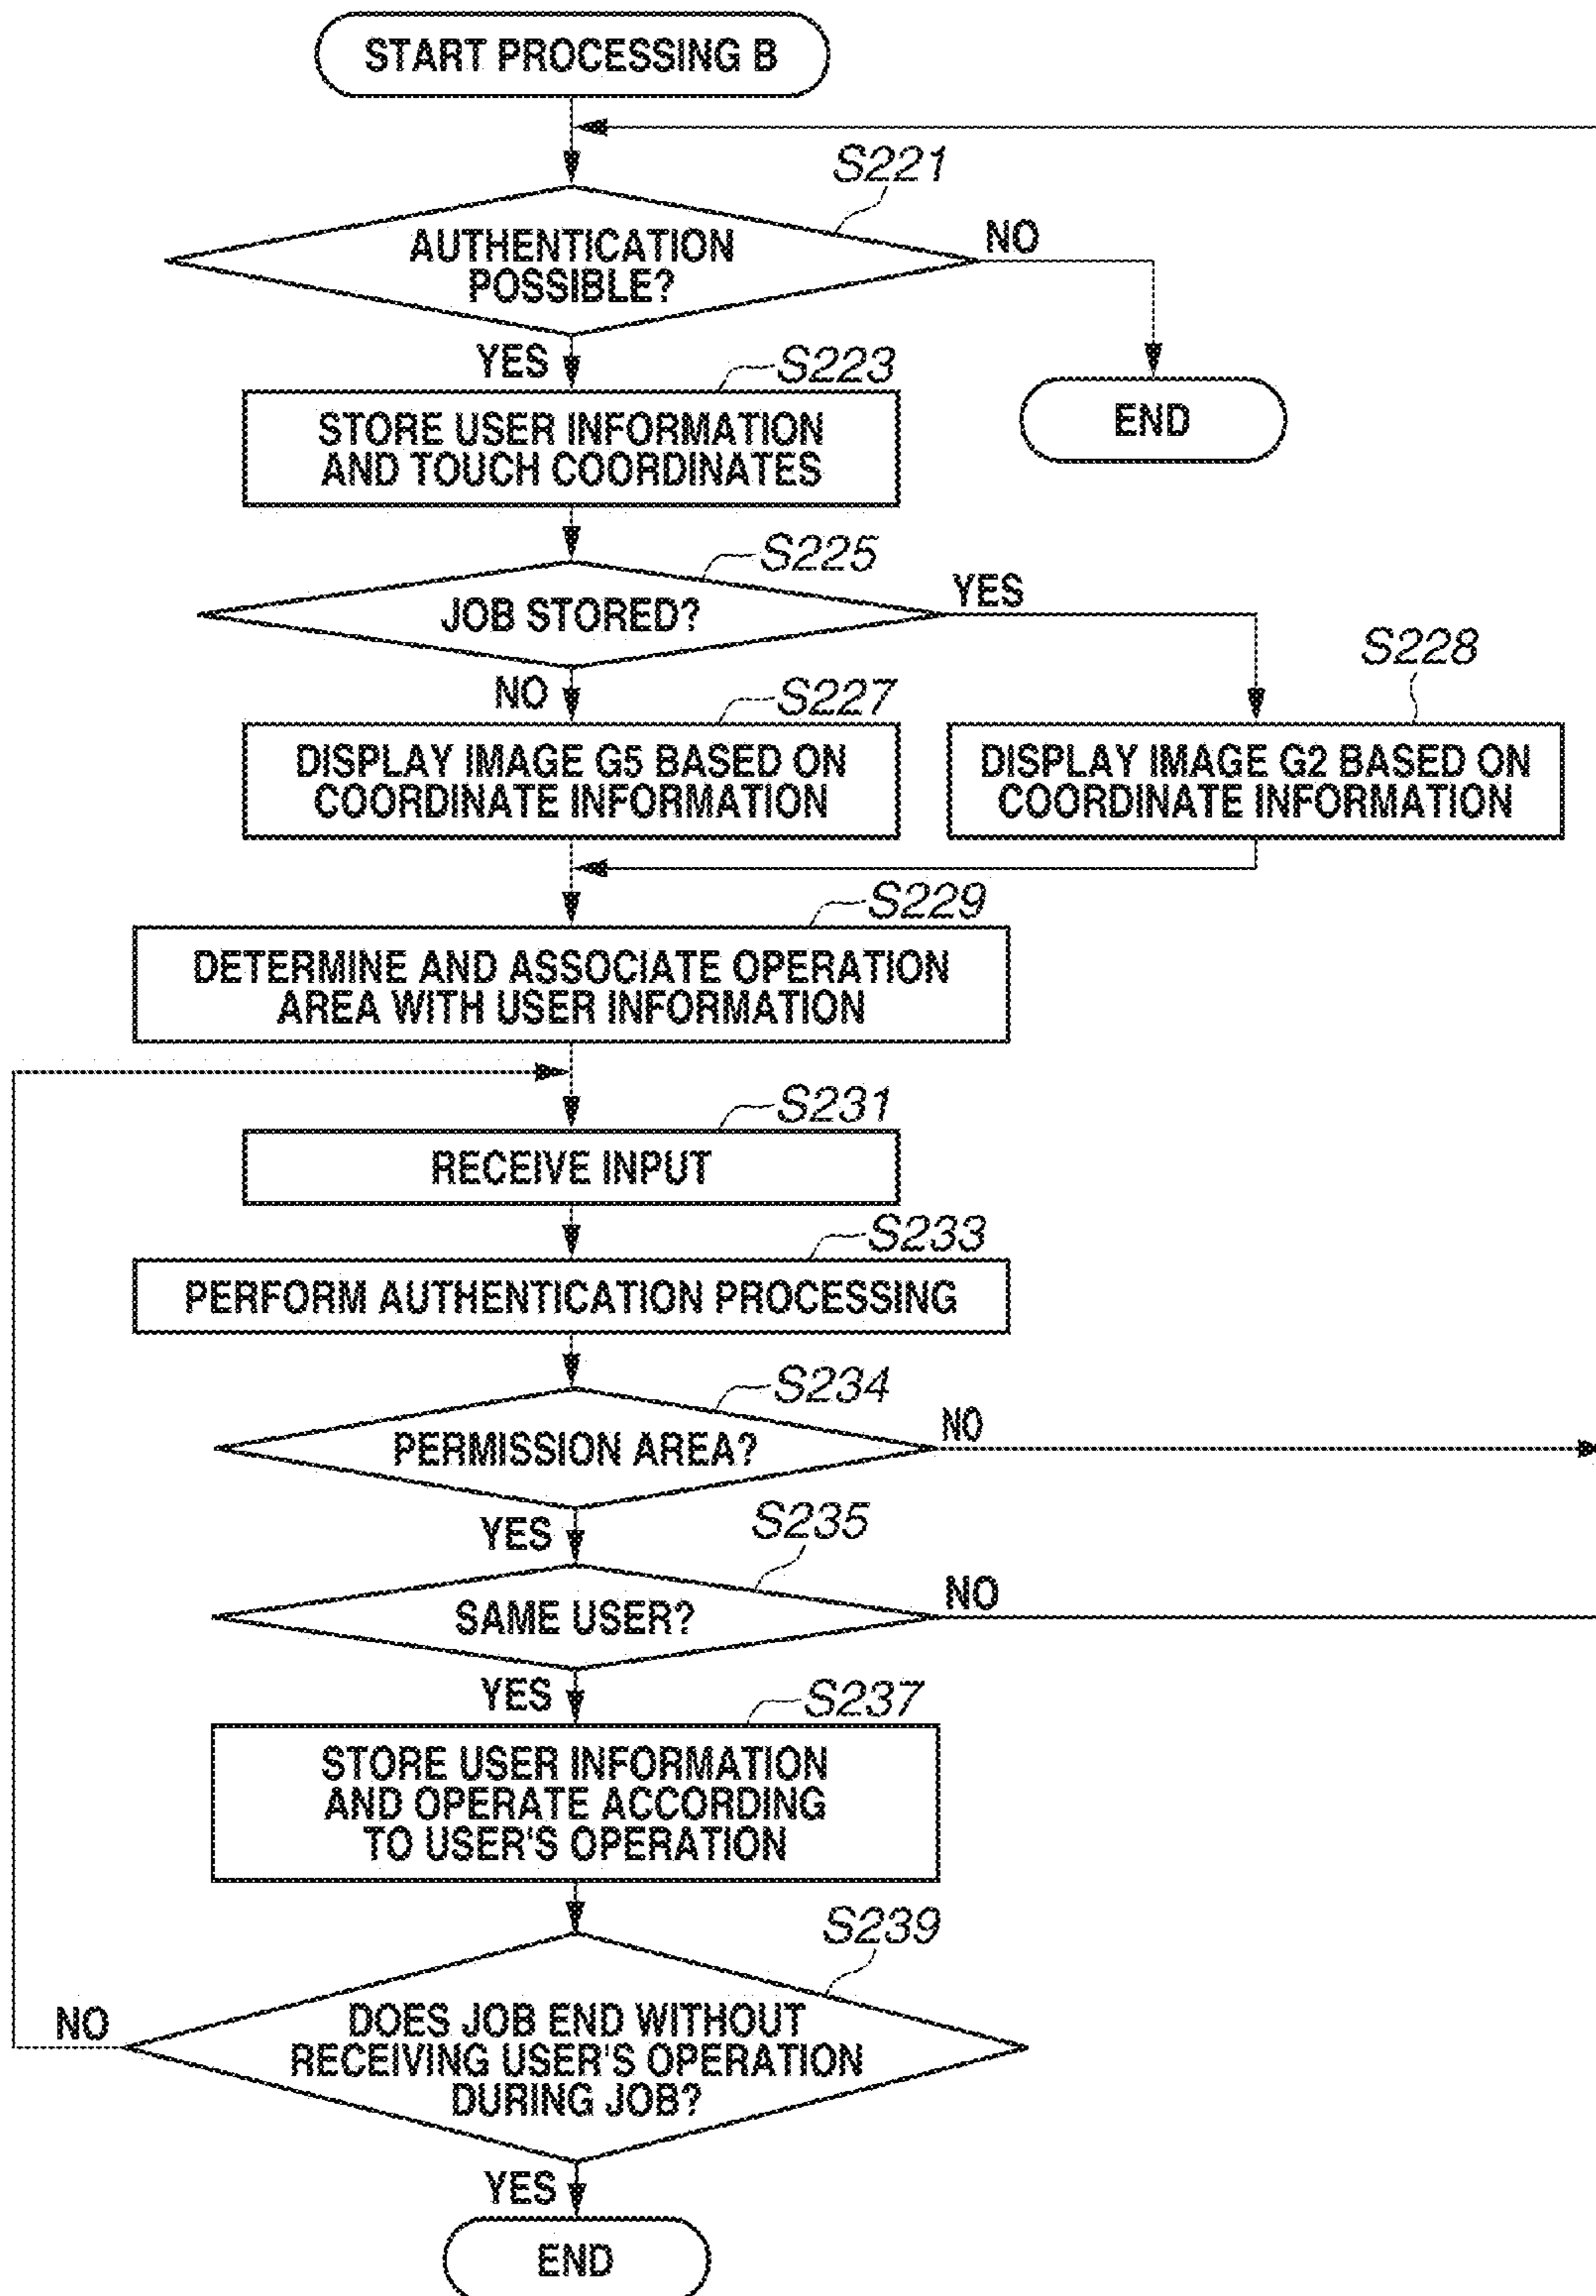 START PROCESSING B
S221
AUTHENTICATION
POSSIBLE?
NO
YES
S223
STORE USER INFORMATION
AND TOUCH COORDINATES
END
S225
JOB STORED?
YES
S228
NO
S227
DISPLAY IMAGE G5 BASED ON
COORDINATE INFORMATION
DISPLAY IMAGE G2 BASED ON
COORDINATE INFORMATION
S229
DETERMINE AND ASSOCIATE OPERATION
AREA WITH USER INFORMATION
S231
RECEIVE INPUT
S233
PERFORM AUTHENTICATION PROCESSING
S234
PERMISSION AREA?
NO
YES
S235
SAME USER?
NO
YES
S237
STORE USER INFORMATION
AND OPERATE ACCORDING
TO USER'S OPERATION
S239
NO
DOES JOB END WITHOUT
RECEIVING USER'S OPERATION
DURING JOB?
YES
END